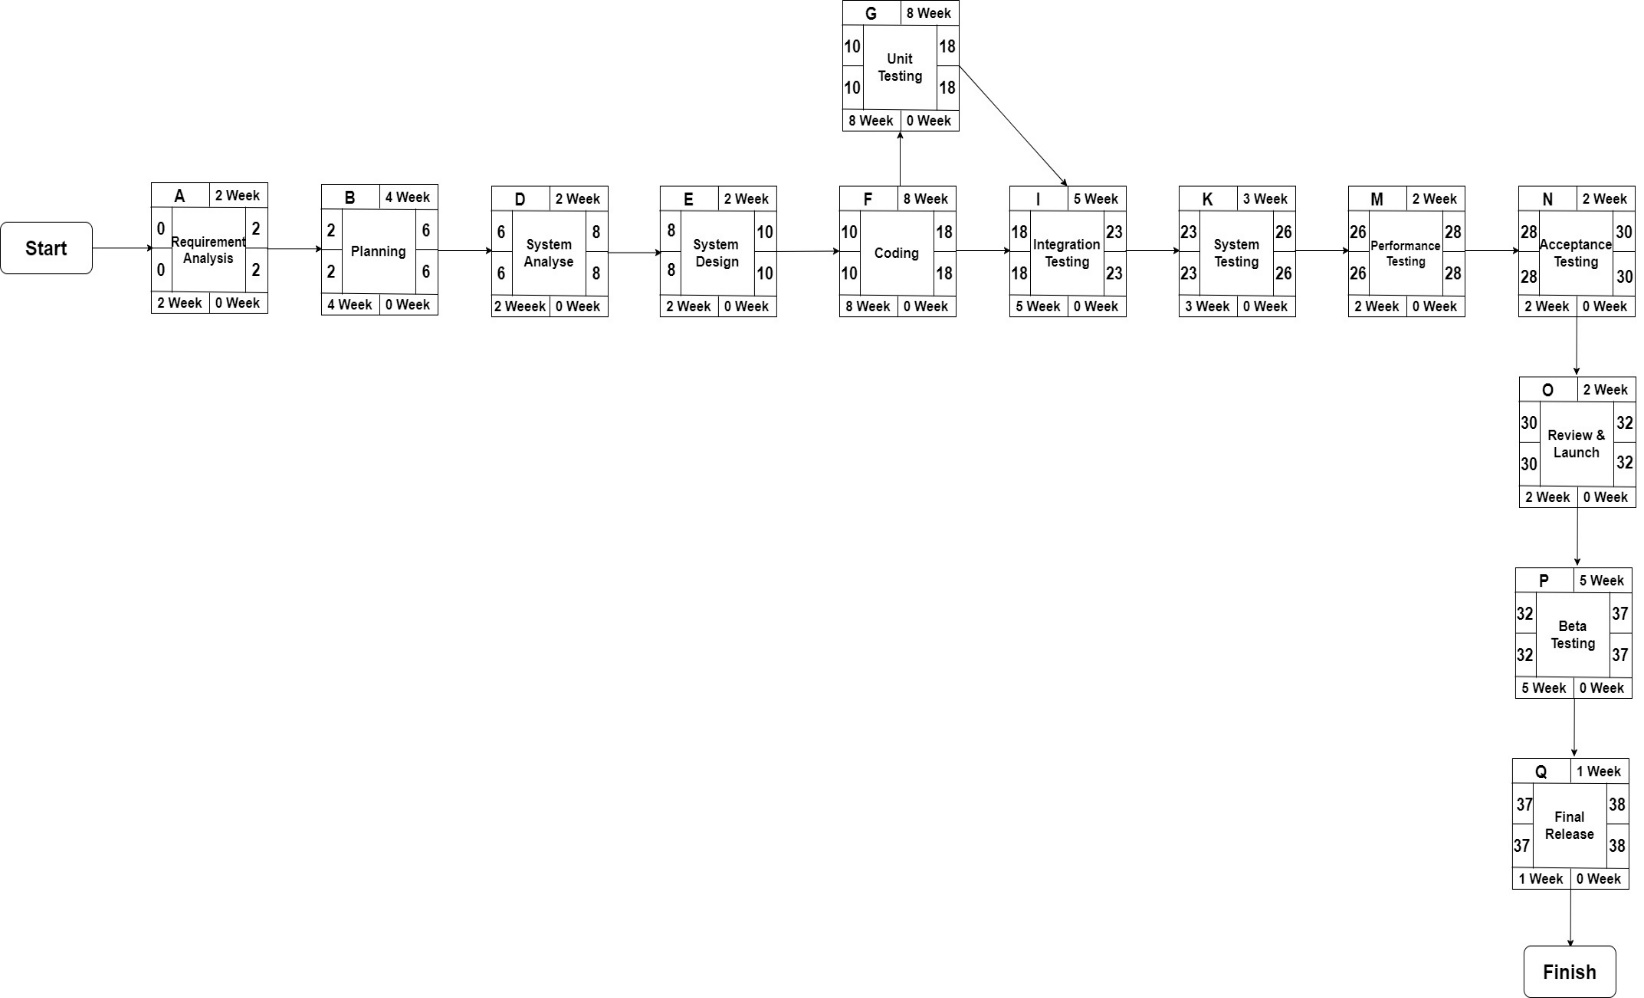 G 8 Week
10 18
Unit
Testing
10 18
8 Week 0 Week
Start
A 2 Week
0 2
Requirement
Analysis
0 2
2 Week 0 Week
B 4 Week
2 6
Planning
2 6
4 Week 0 Week
D 2 Week
6 8
System
Analyse
6 8
2 Weeek 0 Week
E 2 Week
8 10
System
Design
8 10
2 Week 0 Week
F 8 Week
10 18
Coding
10 18
8 Week 0 Week
I 5 Week
18 23
Integration
Testing
18 23
5 Week 0 Week
K 3 Week
23 26
System
Testing
23 26
3 Week 0 Week
M 2 Week
26 28
Performance
Testing
26 28
2 Week 0 Week
N 2 Week
28 30
Acceptance
Testing
28 30
2 Week 0 Week
O 2 Week
30 32
Review &
Launch
30 32
2 Week 0 Week
P 5 Week
32 37
Beta
Testing
32 37
5 Week 0 Week
Q 1 Week
37 38
Final
Release
37 38
1 Week 0 Week
Finish